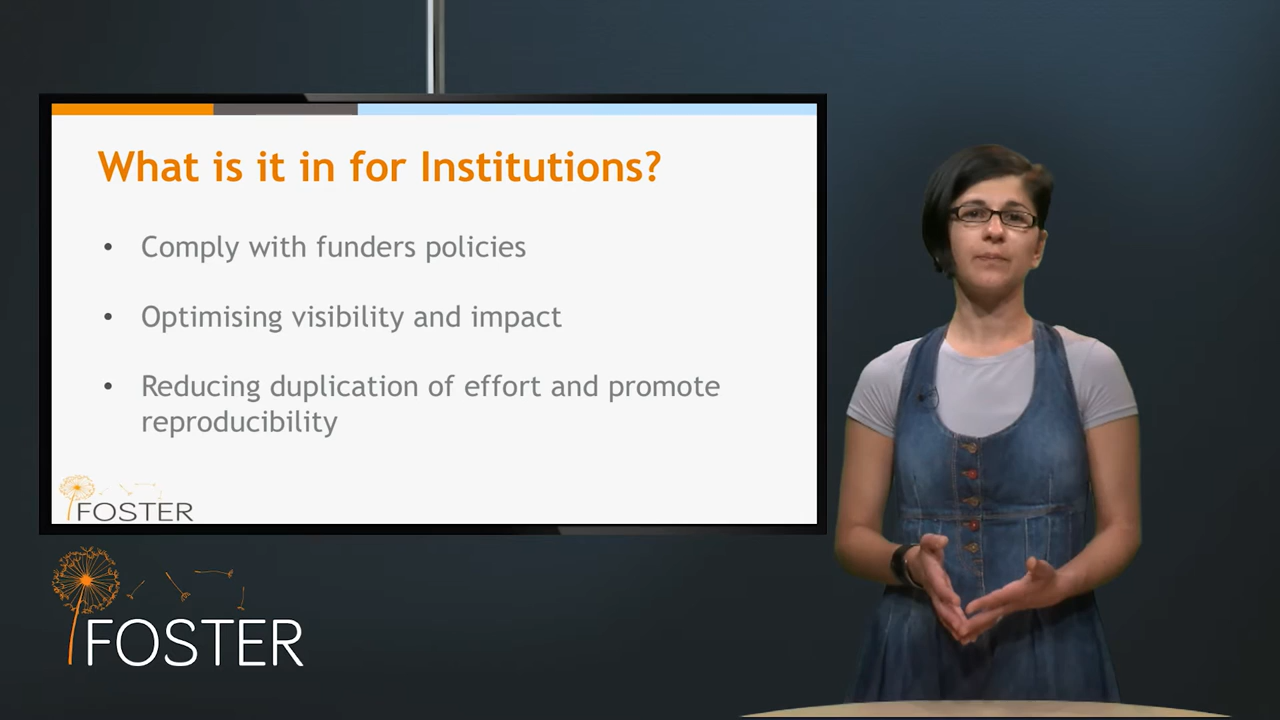 What is it in for Institutions?
• Comply with funders policies
• Optimising visibility and impact
• Reducing duplication of effort and promote
reproducibility
FOSTER
FOSTER